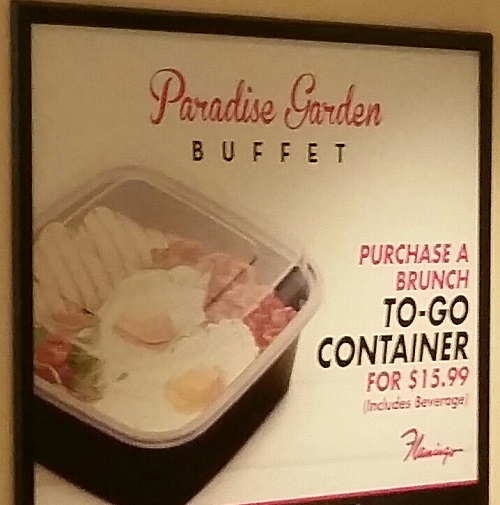 Paradise Garden
BUFFET
PURCHASE A
BRUNCH
TO-GO
CONTAINER
FOR $15.99
(Includes Beverage)
Flamingo